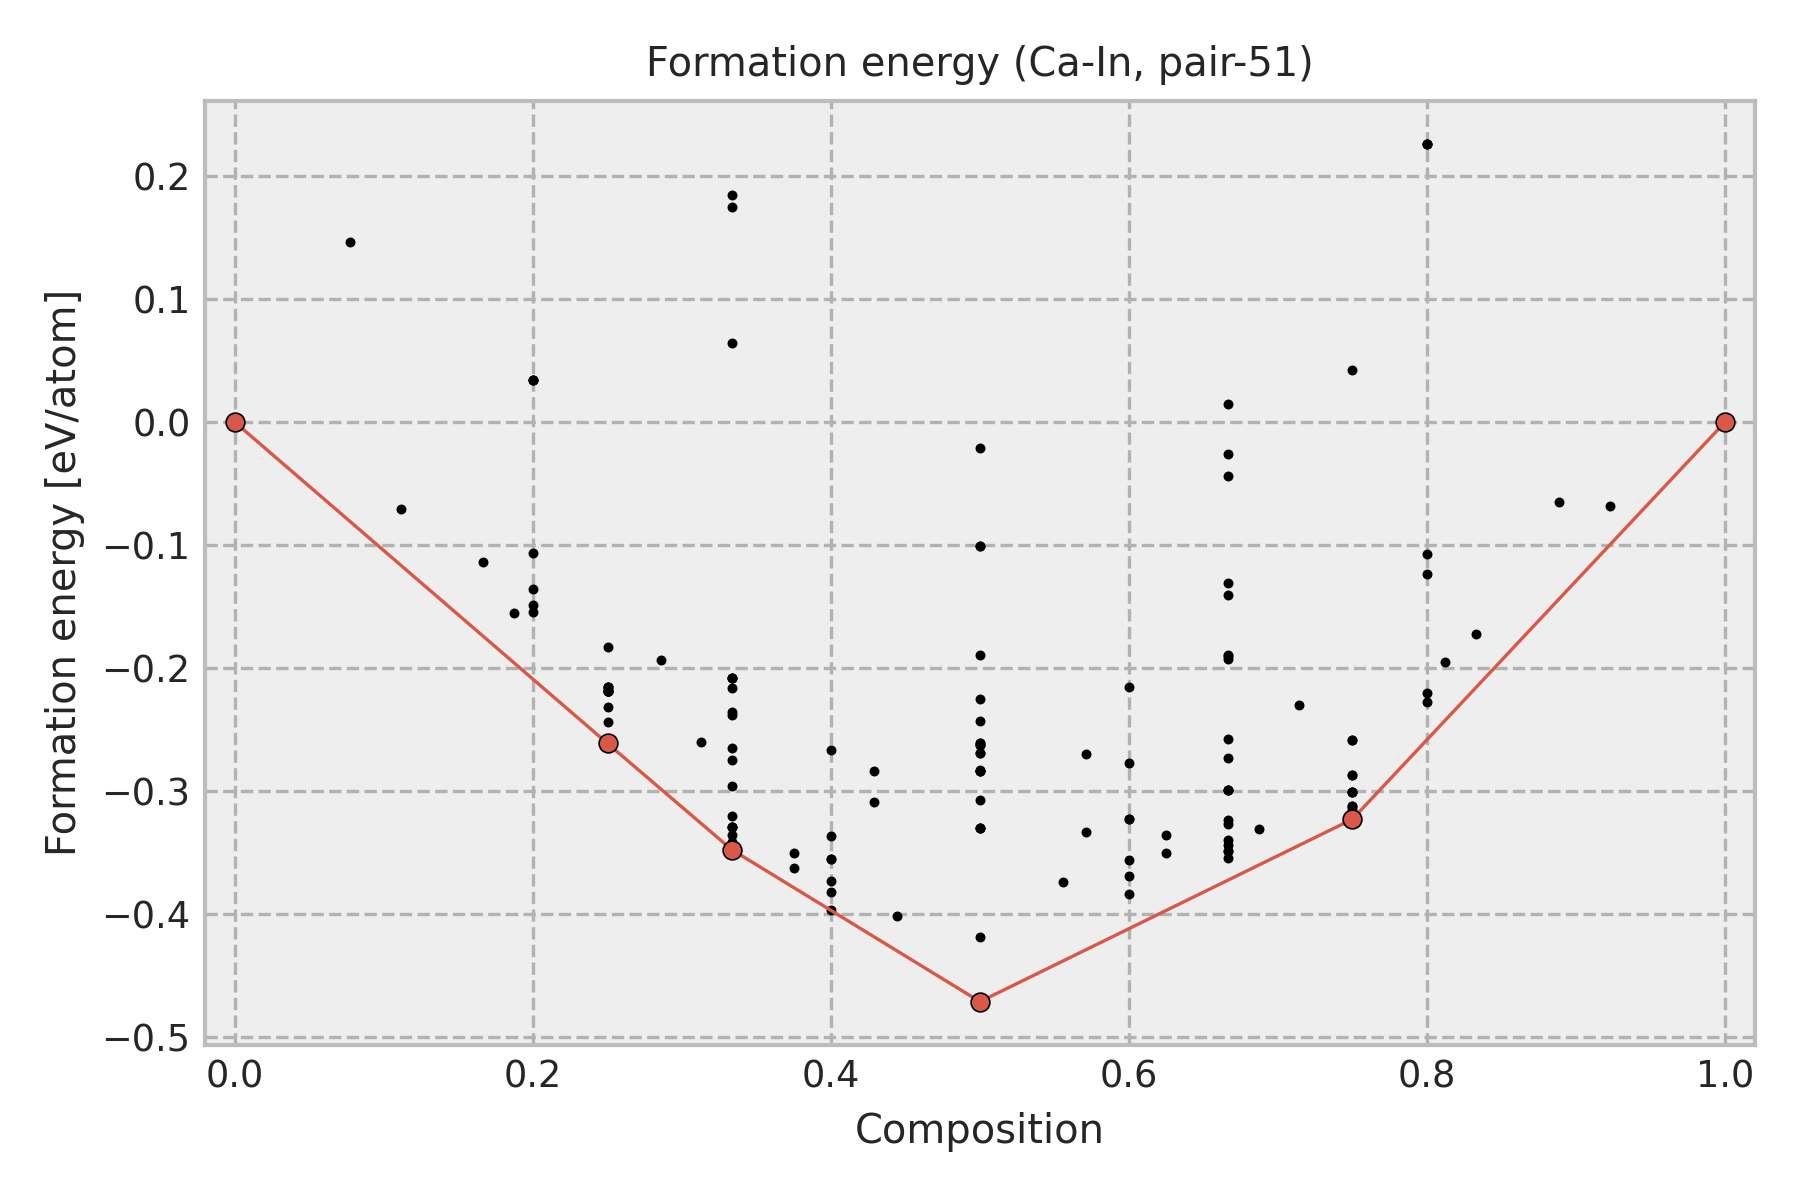 Formation energy (Ca-In, pair-51)
Formation energy [eV/atom]
0.2
0.1
0.0
−0.1
−0.2
−0.3
−0.4
−0.5
0.0 0.2 0.4 0.6 0.8 1.0
Composition